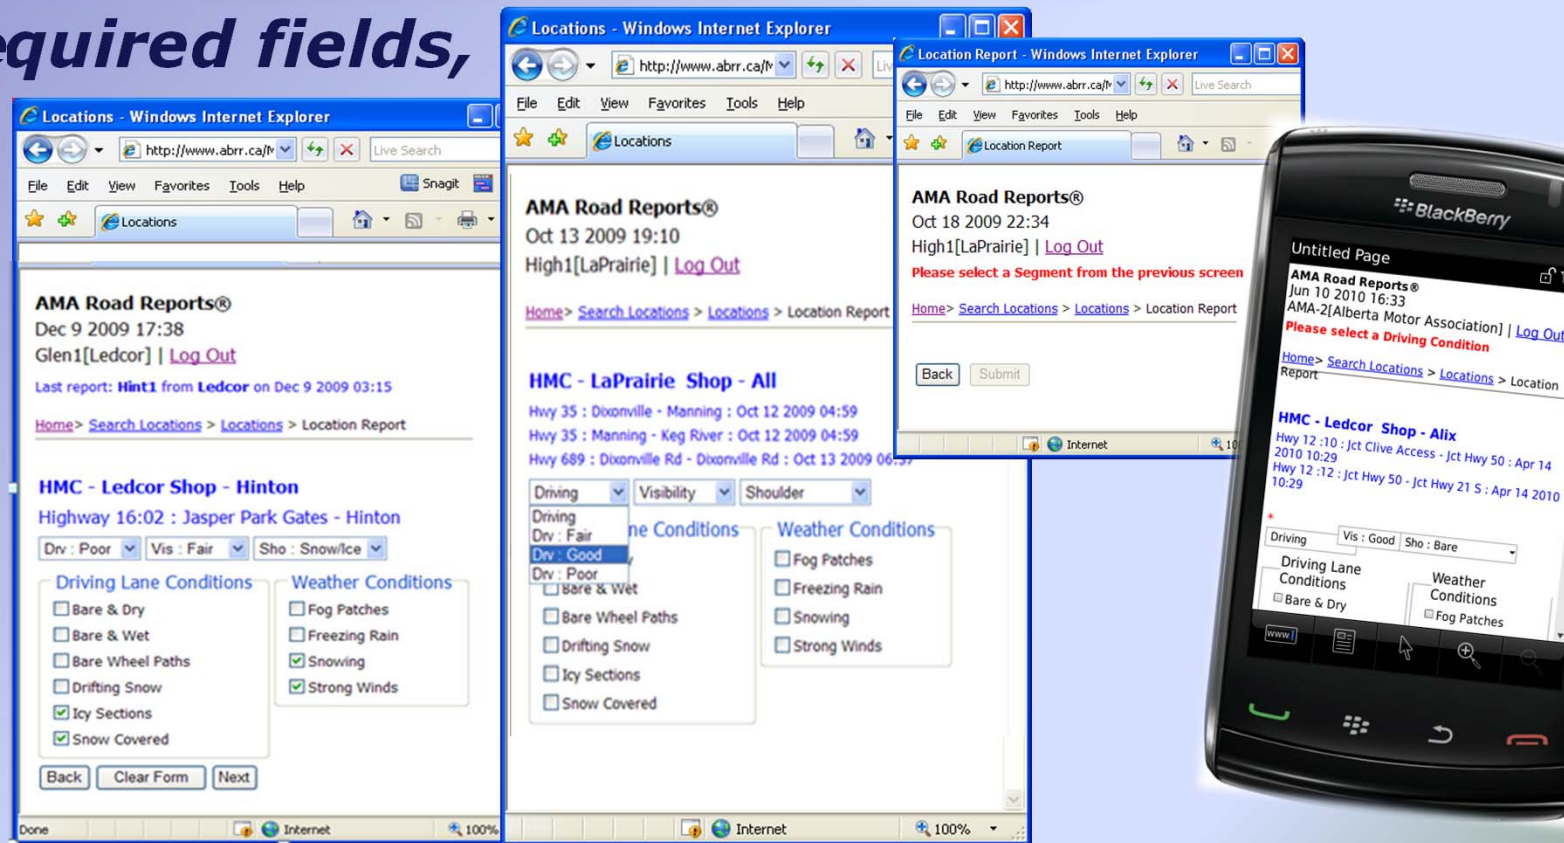 equired fields,
Locations - Windows Internet Explorer
http://www.abrr.ca/
Live Search
File Edit View Favorites Tools Help
Snagit
Locations
AMA Road Reports®
Dec 9 2009 17:38
Glen1[Ledcor] | Log Out
Last report: Hint1 from Ledcor on Dec 9 2009 03:15
Home> Search Locations > Locations > Location Report
HMC - Ledcor Shop - Hinton
Highway 16:02 : Jasper Park Gates - Hinton
Drv : Poor Vis : Fair Sho : Snow/Ice
Driving Lane Conditions Weather Conditions
Bare & Dry Fog Patches
Bare & Wet Freezing Rain
Bare Wheel Paths Snowing
Drifting Snow Strong Winds
Icy Sections
Snow Covered
Back Clear Form Next
Done Internet 100%
Locations - Windows Internet Explorer
http://www.abrr.ca/
Liv
File Edit View Favorites Tools Help
Locations
AMA Road Reports®
Oct 13 2009 19:10
High1[LaPrairie] | Log Out
Home> Search Locations > Locations > Location Report
HMC - LaPrairie Shop - All
Hwy 35 : Dixonville - Manning : Oct 12 2009 04:59
Hwy 35 : Manning - Keg River : Oct 12 2009 04:59
Hwy 689 : Dixonville Rd - Dixonville Rd : Oct 13 2009
Driving Visibility Shoulder
Driving
Drv : Fair
Drv : Good
Drv : Poor
ne Conditions Weather Conditions
Fog Patches
Bare & Wet Freezing Rain
Bare Wheel Paths Snowing
Drifting Snow Strong Winds
Icy Sections
Snow Covered
Internet 100%
Location Report - Windows Internet Explorer
http://www.abrr.ca/
Live Search
File Edit View Favorites Tools Help
Location Report
AMA Road Reports®
Oct 18 2009 22:34
High1[LaPrairie] | Log Out
Please select a Segment from the previous screen
Home> Search Locations > Locations > Location Report
Back Submit
Internet 10
BlackBerry
Untitled Page
AMA Road Reports®
Jun 10 2010 16:33
AMA-2[Alberta Motor Association] | Log Out
Please select a Driving Condition
Home> Search Locations > Locations > Location
Report
HMC - Ledcor Shop - Alix
Hwy 12 :10 : Jct Clive Access - Jct Hwy 50 : Apr 14
2010 10:29
Hwy 12 :12 : Jct Hwy 50 - Jct Hwy 21 S : Apr 14 2010
10:29
*
Driving Vis : Good Sho : Bare
Driving Lane
Conditions
Weather
Conditions
Bare & Dry
Fog Patches
www